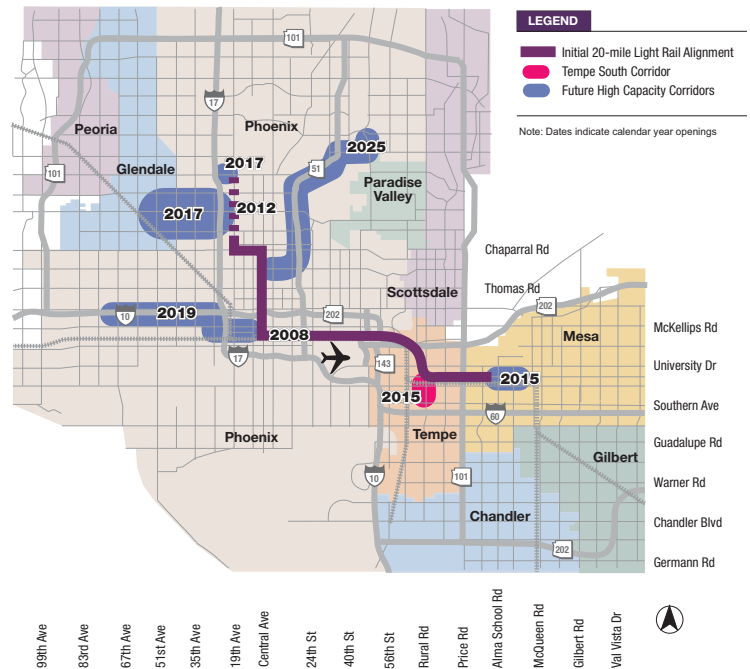 LEGEND
Initial 20-mile Light Rail Alignment
Tempe South Corridor
Future High Capacity Corridors
Note: Dates indicate calendar year openings
101
17
Peoria
Phoenix
2025
51
Glendale
2017
101
Paradise
Valley
2017
2012
Chaparral Rd
Scottsdale
Thomas Rd
202
10
2019
202
Mesa
McKellips Rd
2008
17
143
University Dr
2015
2015
Southern Ave
60
Phoenix
Tempe
Guadalupe Rd
Gilbert
10
101
Warner Rd
Chandler
Chandler Blvd
202
Germann Rd
99th Ave
83rd Ave
67th Ave
51st Ave
35th Ave
19th Ave
Central Ave
24th St
40th St
56th St
Rural Rd
Price Rd
Alma School Rd
McQueen Rd
Gilbert Rd
Val Vista Dr